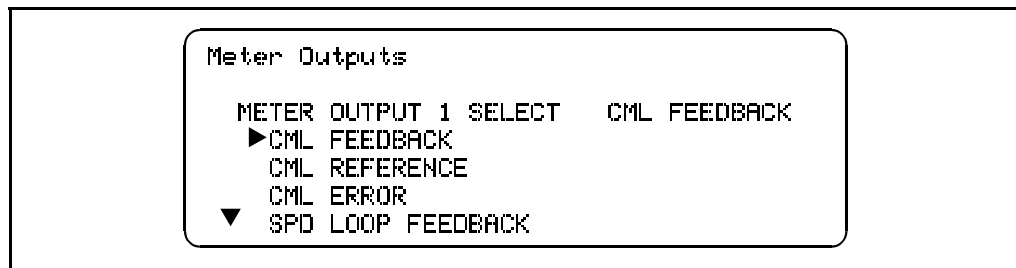 Meter Outputs
METER OUTPUT 1 SELECT CML FEEDBACK
▶CML FEEDBACK
CML REFERENCE
CML ERROR
▼ SPD LOOP FEEDBACK